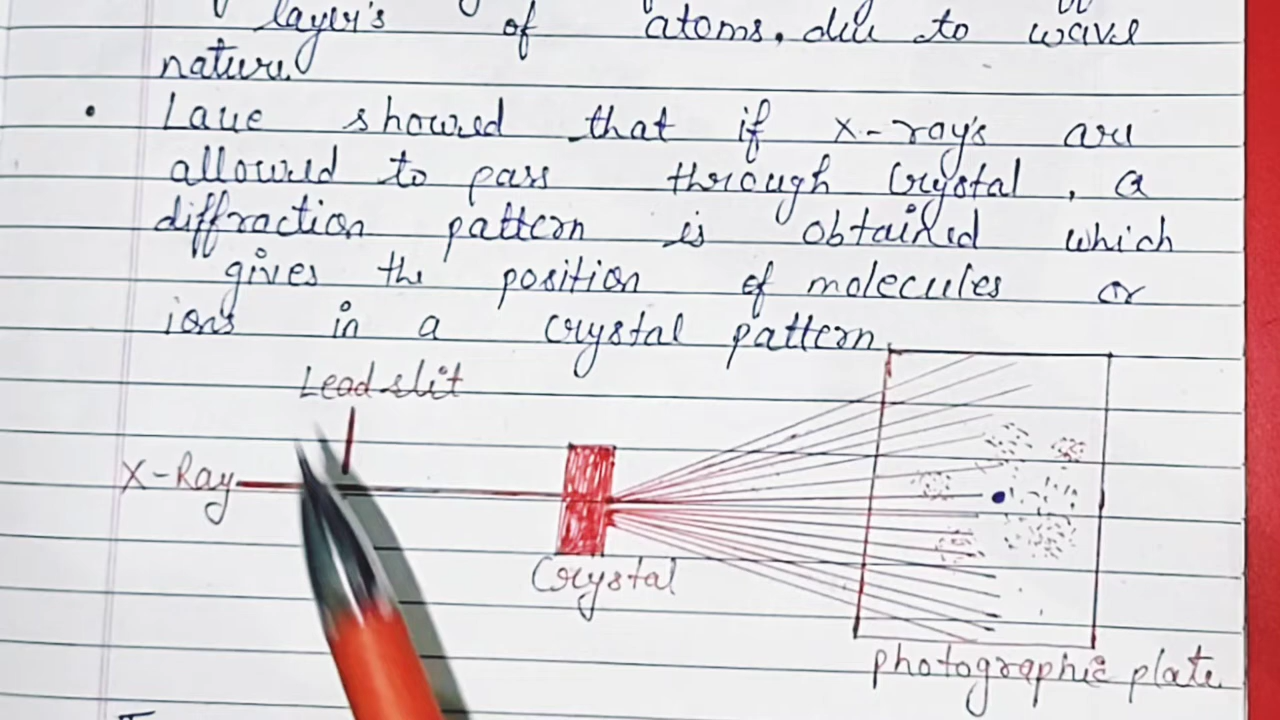 layer's of atoms, due to wave
nature
• Laue showed that if x-ray's are
allowed to pass through Crystal, a
diffraction pattern is obtained which
gives the position of molecules or
ions in a crystal pattern.
Lead slit
X-Ray
Crystal
photographic plate